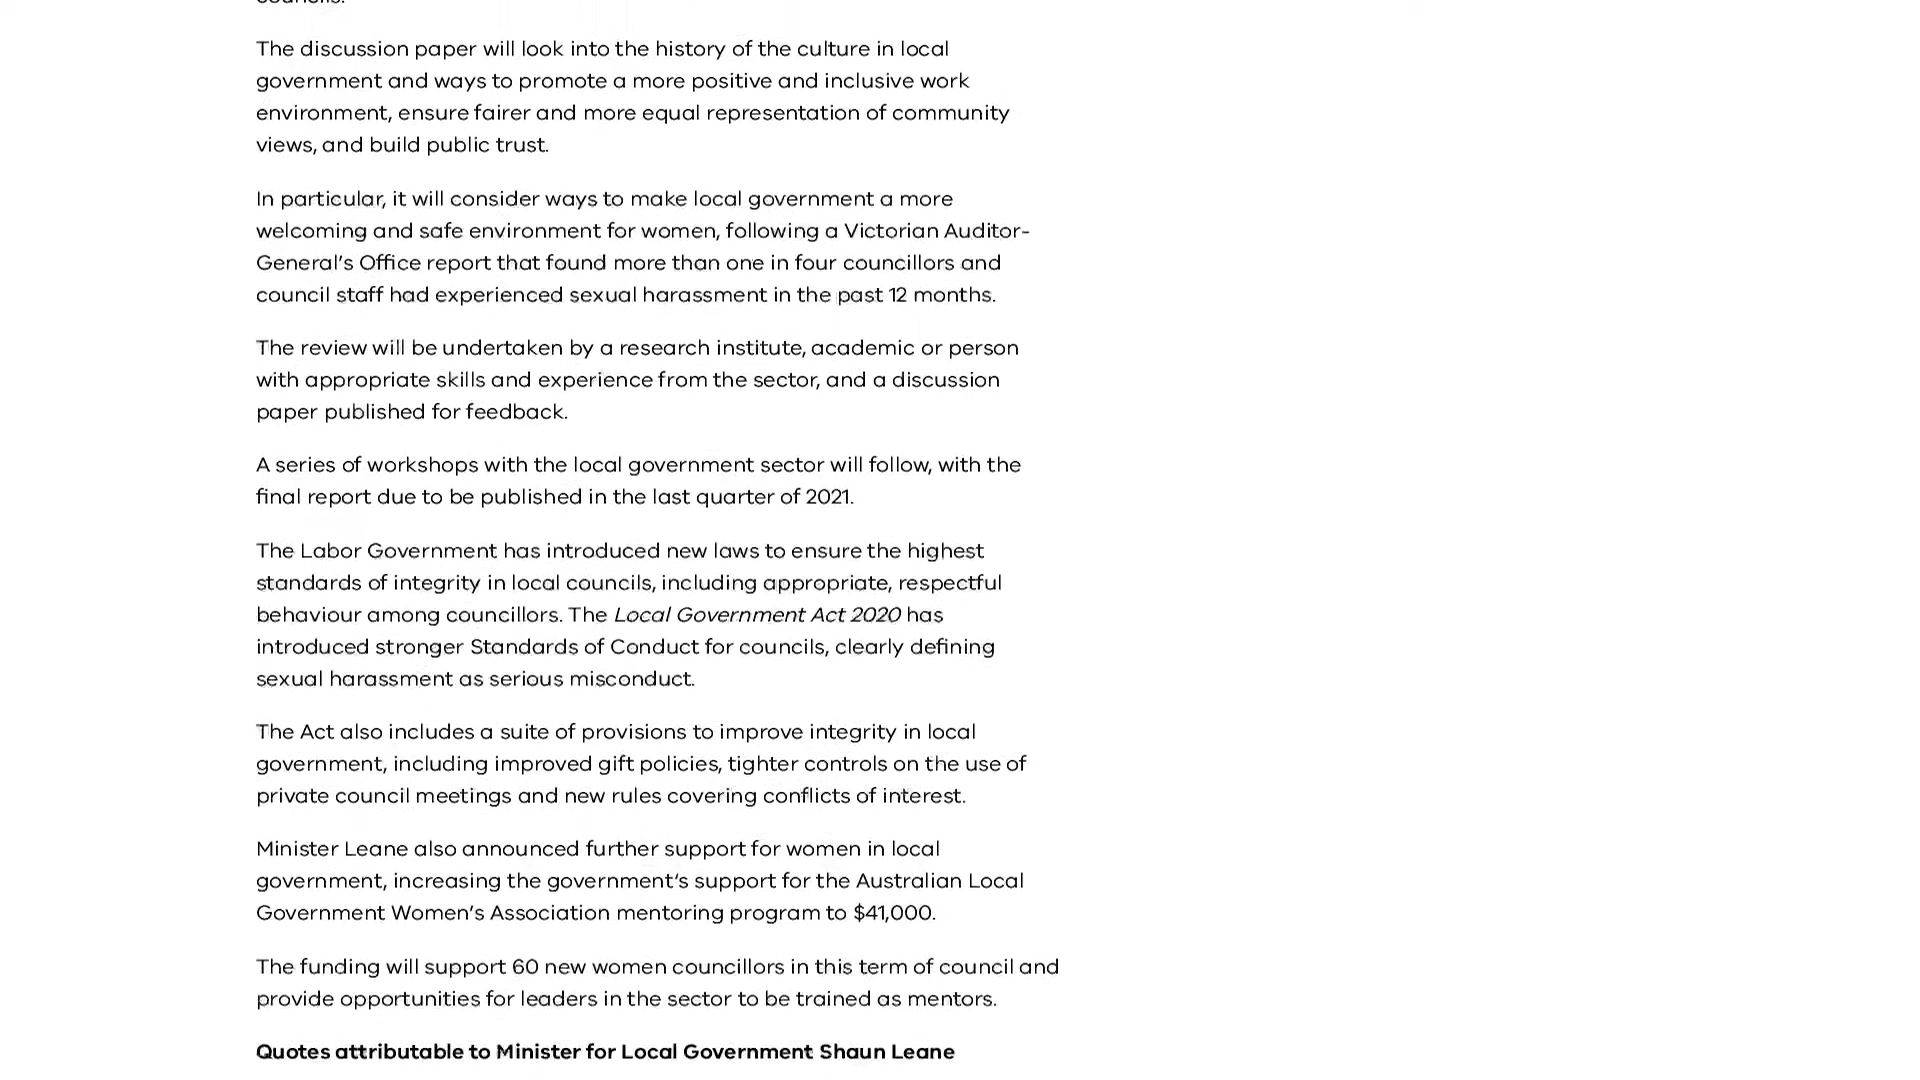 councils.
The discussion paper will look into the history of the culture in local
government and ways to promote a more positive and inclusive work
environment, ensure fairer and more equal representation of community
views, and build public trust.
In particular, it will consider ways to make local government a more
welcoming and safe environment for women, following a Victorian Auditor-
General’s Office report that found more than one in four councillors and
council staff had experienced sexual harassment in the past 12 months.
The review will be undertaken by a research institute, academic or person
with appropriate skills and experience from the sector, and a discussion
paper published for feedback.
A series of workshops with the local government sector will follow, with the
final report due to be published in the last quarter of 2021.
The Labor Government has introduced new laws to ensure the highest
standards of integrity in local councils, including appropriate, respectful
behaviour among councillors. The Local Government Act 2020 has
introduced stronger Standards of Conduct for councils, clearly defining
sexual harassment as serious misconduct.
The Act also includes a suite of provisions to improve integrity in local
government, including improved gift policies, tighter controls on the use of
private council meetings and new rules covering conflicts of interest.
Minister Leane also announced further support for women in local
government, increasing the government‘s support for the Australian Local
Government Women’s Association mentoring program to $41,000.
The funding will support 60 new women councillors in this term of council and
provide opportunities for leaders in the sector to be trained as mentors.
Quotes attributable to Minister for Local Government Shaun Leane